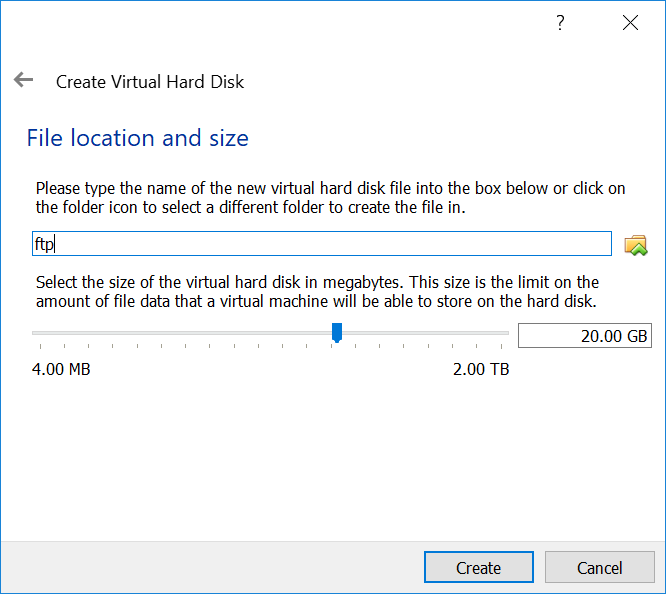 ?
Create Virtual Hard Disk
File location and size
Please type the name of the new virtual hard disk file into the box below or click on
the folder icon to select a different folder to create the file in.
ftp
Select the size of the virtual hard disk in megabytes. This size is the limit on the
amount of file data that a virtual machine will be able to store on the hard disk.
20.00 GB
4.00 MB 2.00 TB
Create Cancel